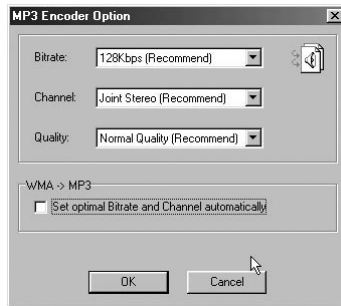 MP3 Encoder Option
Bitrate: 128Kbps (Recommend)
Channel: Joint Stereo (Recommend)
Quality: Normal Quality (Recommend)
WMA -> MP3
Set optimal Bitrate and Channel automatically
OK Cancel